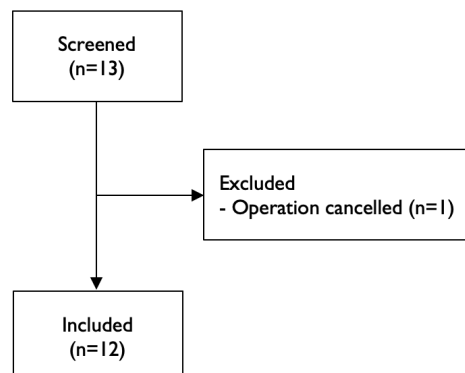 Screened
(n=13)
Excluded
- Operation cancelled (n=1)
Included
(n=12)